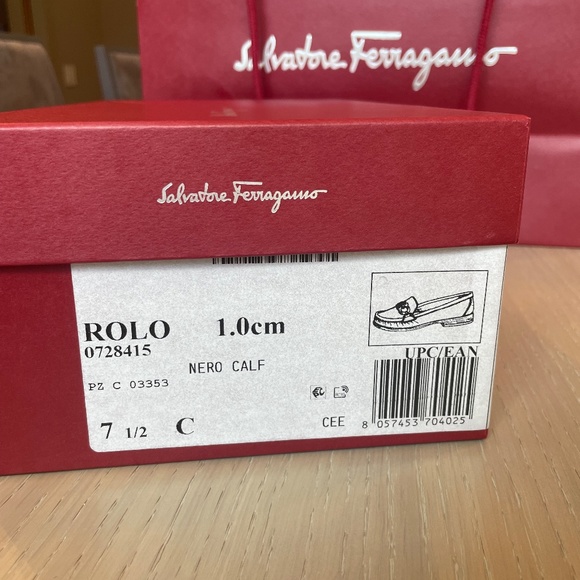 Salvatore Ferragamo
Salvatore Ferragamo
ROLO 1.0cm
0728415
NERO CALF
UPC/EAN
PZ C 03353
7 1/2 C
CEE
8 057453 704025